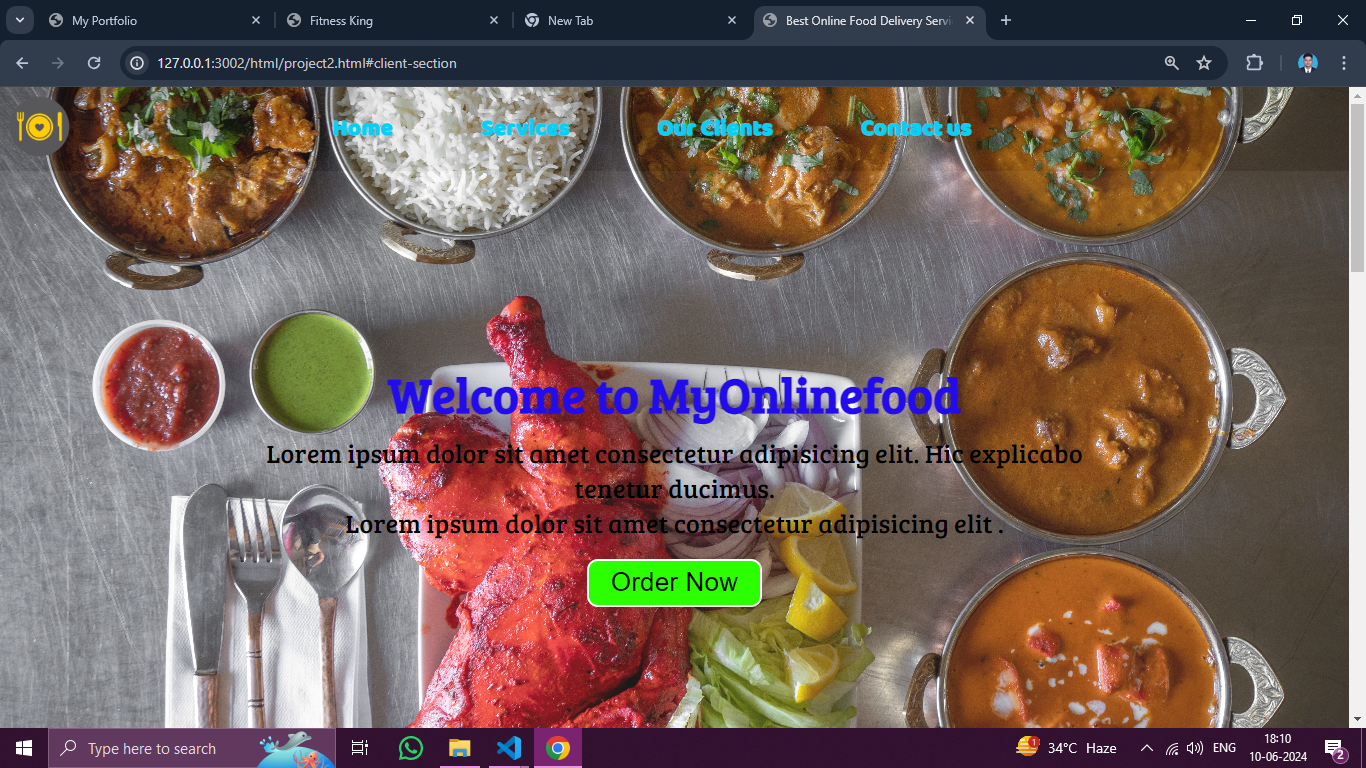 My Portfolio
Fitness King
New Tab
Best Online Food Delivery Servi
127.0.0.1:3002/html/project2.html#client-section
Home Services Our Clients Contact us
Welcome to MyOnlinefood
Lorem ipsum dolor sit amet consectetur adipisicing elit. Hic explicabo
tenetur ducimus.
Lorem ipsum dolor sit amet consectetur adipisicing elit .
Order Now
Type here to search
1
34°C Haze
ENG
18:10
10-06-2024
2